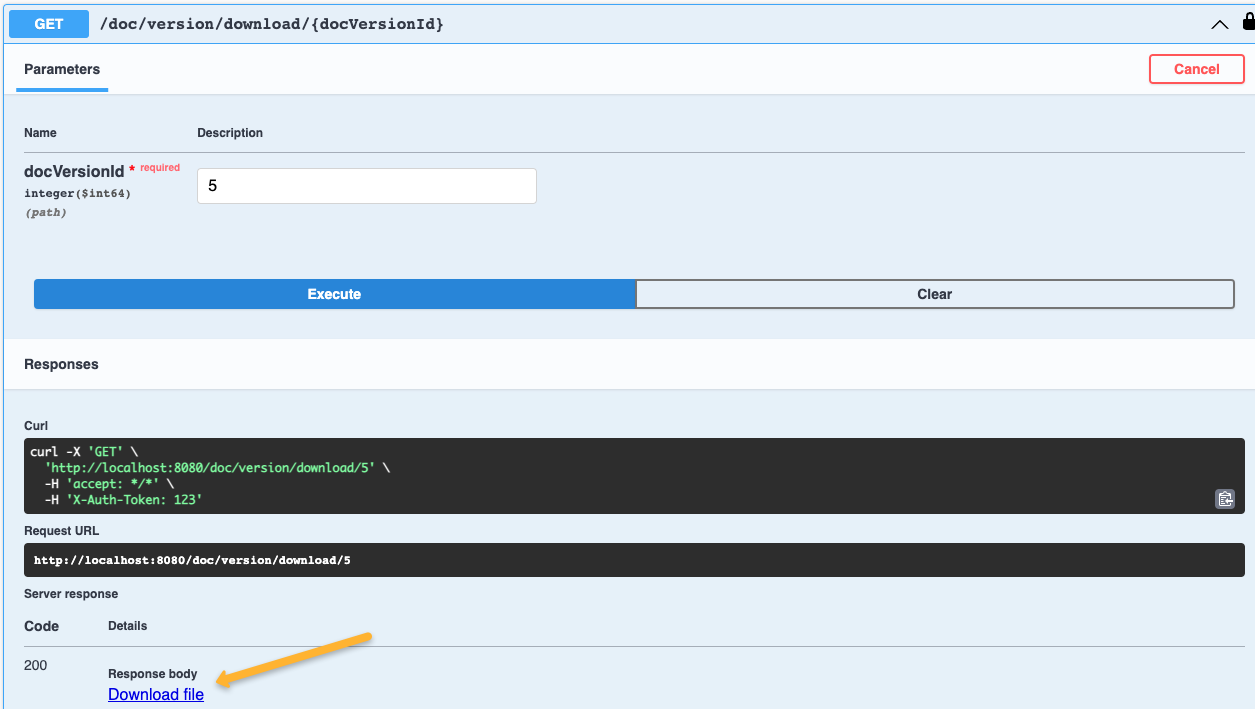 GET /doc/version/download/{docVersionId}
Parameters
Cancel
Name Description
docVersionId * required
integer($int64)
(path)
5
Execute Clear
Responses
Curl
curl -X 'GET' \
'http://localhost:8080/doc/version/download/5' \
-H 'accept: */*' \
-H 'X-Auth-Token: 123'
Request URL
http://localhost:8080/doc/version/download/5
Server response
Code Details
200
Response body
Download file